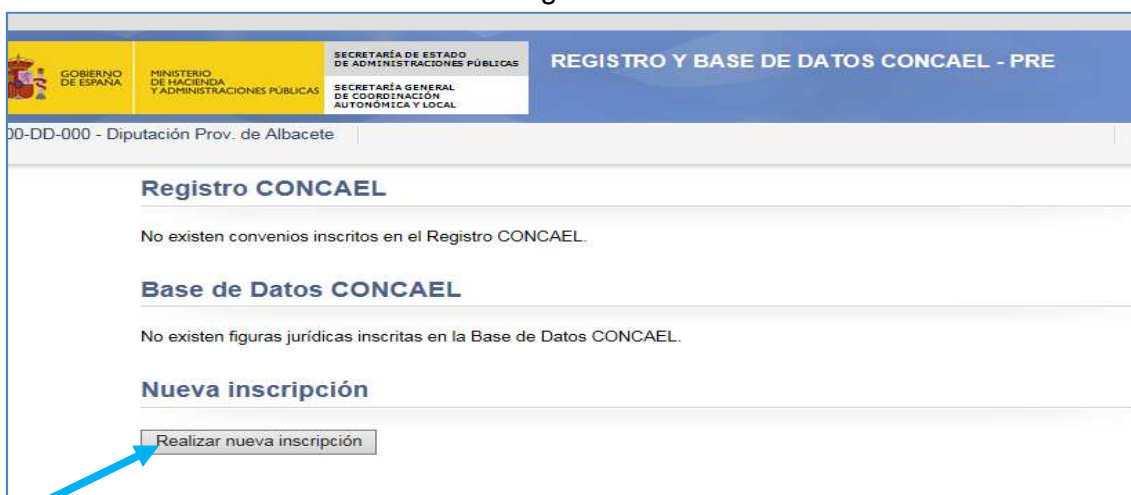 GOBIERNO
DE ESPAÑA
MINISTERIO
DE HACIENDA
Y ADMINISTRACIONES PÚBLICAS
SECRETARÍA DE ESTADO
DE ADMINISTRACIONES PÚBLICAS
SECRETARÍA GENERAL
DE COORDINACIÓN
AUTONÓMICA Y LOCAL
REGISTRO Y BASE DE DATOS CONCAEL - PRE
00-DD-000 - Diputación Prov. de Albacete
Registro CONCAEL
No existen convenios inscritos en el Registro CONCAEL.
Base de Datos CONCAEL
No existen figuras jurídicas inscritas en la Base de Datos CONCAEL.
Nueva inscripción
Realizar nueva inscripción